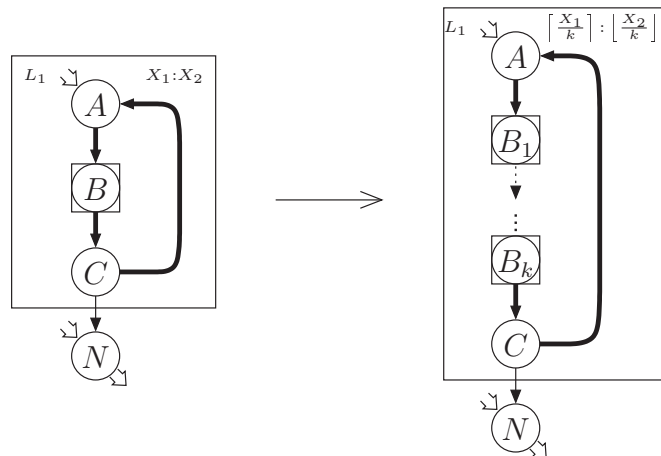 L₁ X₁:X₂
A
B
C
N
L₁ ⌈X₁/k⌉ : ⌊X₂/k⌋
A
B₁
⋮
Bₖ
C
N